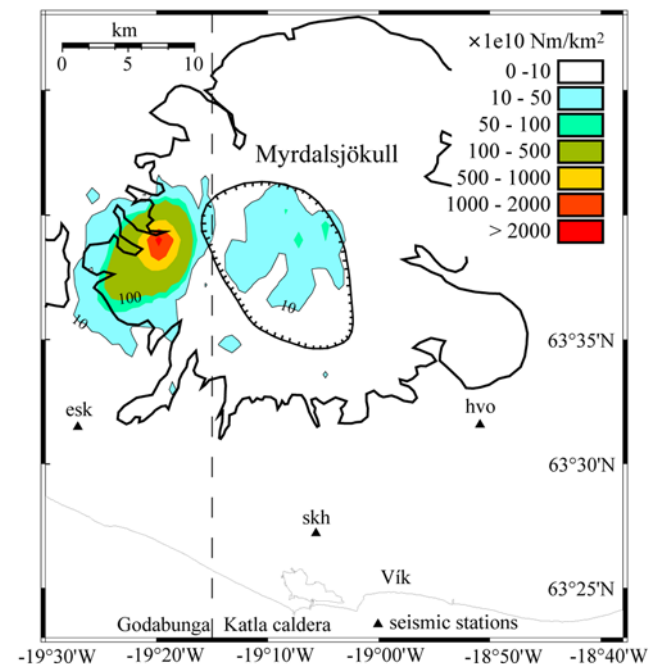 km
0 5 10
×1e10 Nm/km²
0 -10
10 - 50
50 - 100
100 - 500
500 - 1000
1000 - 2000
> 2000
Myrdalsjökull
10
100
10
63°35'N
esk
hvo
63°30'N
skh
Vík
63°25'N
Godabunga
Katla caldera
seismic stations
-19°30'W -19°20'W -19°10'W -19°00'W -18°50'W -18°40'W